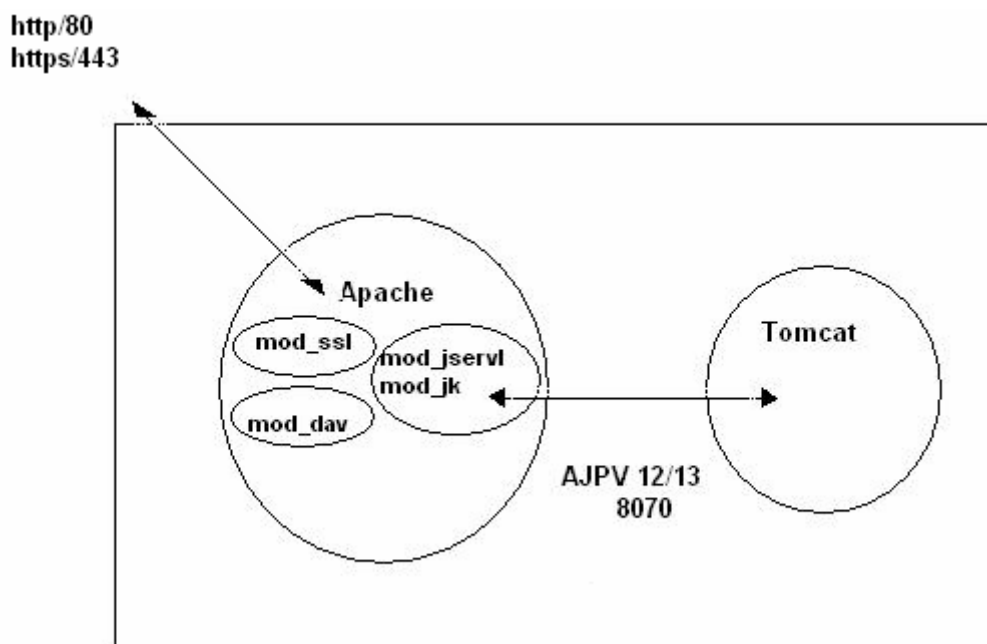 http/80
https/443
Apache
mod_ssl
mod_jservl
mod_jk
mod_dav
Tomcat
AJPV 12/13
8070